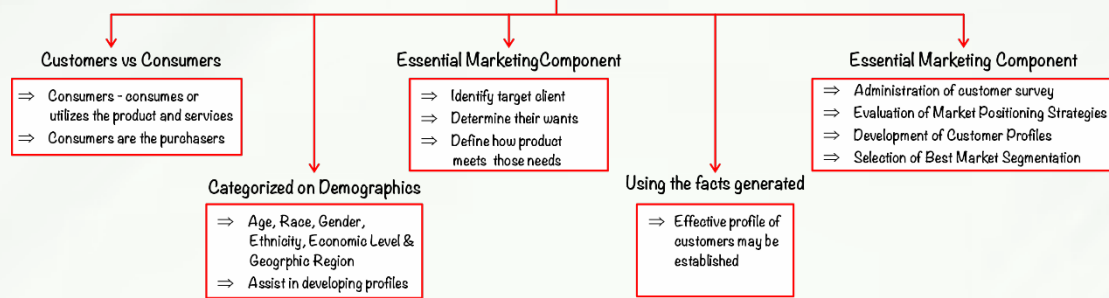 Customers vs Consumers
⇒ Consumers - consumes or
utilizes the product and services
⇒ Consumers are the purchasers
Categorized on Demographics
⇒ Age, Race, Gender,
Ethnicity, Economic Level &
Geogrphic Region
⇒ Assist in developing profiles
Essential MarketingComponent
⇒ Identify target client
⇒ Determine their wants
⇒ Define how product
meets those needs
Using the facts generated
⇒ Effective profile of
customers may be
established
Essential Marketing Component
⇒ Administration of customer survey
⇒ Evaluation of Market Positioning Strategies
⇒ Development of Customer Profiles
⇒ Selection of Best Market Segmentation